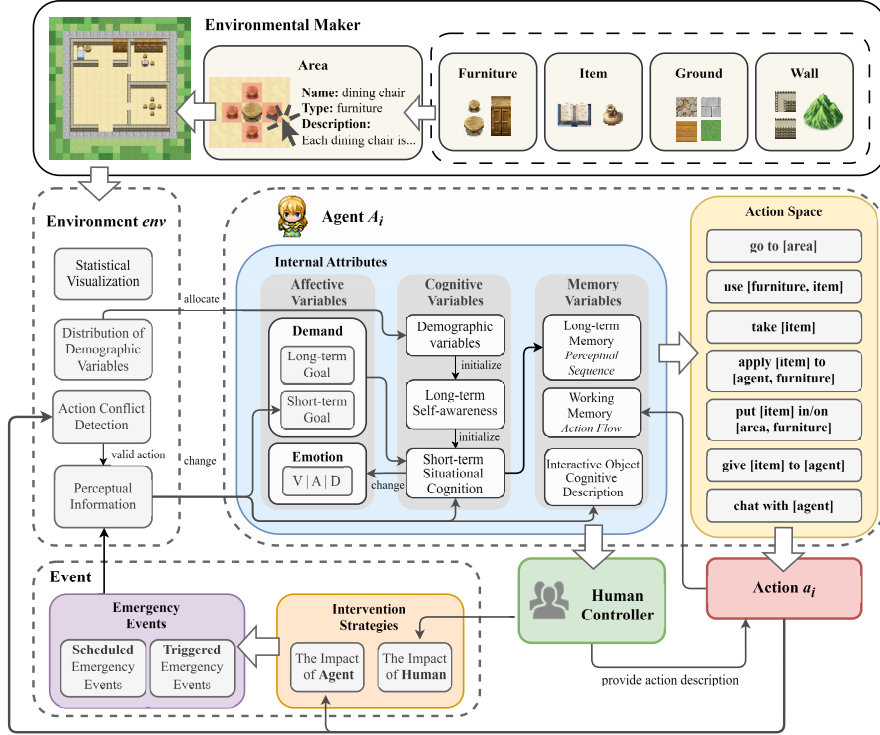 Environmental Maker
Area
Name: dining chair
Type: furniture
Description:
Each dining chair is...
Furniture
Item
Ground
Wall
Environment env
Statistical
Visualization
Distribution of
Demographic
Variables
Action Conflict
Detection
valid action
Perceptual
Information
allocate
change
Agent Ai
Internal Attributes
Affective
Variables
Demand
Long-term
Goal
Short-term
Goal
Emotion
V | A | D
change
Cognitive
Variables
Demographic
variables
initialize
Long-term
Self-awareness
initialize
Short-term
Situational
Cognition
Memory
Variables
Long-term
Memory
Perceptual
Sequence
Working
Memory
Action Flow
Interactive Object
Cognitive
Description
Action Space
go to [area]
use [furniture, item]
take [item]
apply [item] to
[agent, furniture]
put [item] in/on
[area, furniture]
give [item] to [agent]
chat with [agent]
Event
Emergency
Events
Scheduled
Emergency
Events
Triggered
Emergency
Events
Intervention
Strategies
The Impact
of Agent
The Impact
of Human
Human
Controller
Action ai
provide action description